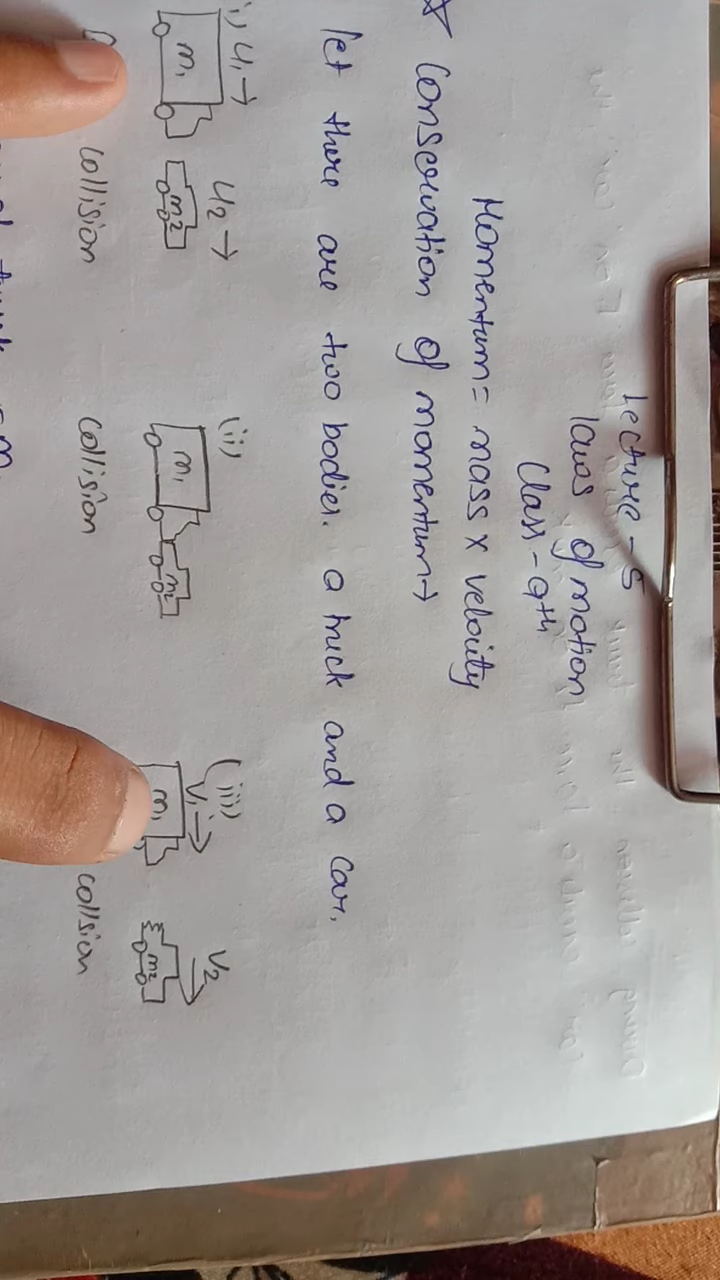 Lecture - 5
laws of motion
Class - 9th
Momentum = mass x velocity
* Conservation of momentum →
let there are two bodies. a truck and a car.
i) u1 → u2 → (ii) (iii) v1 → v2 →
m1 m2 m1 m2 m1 m2
collision collision collsion